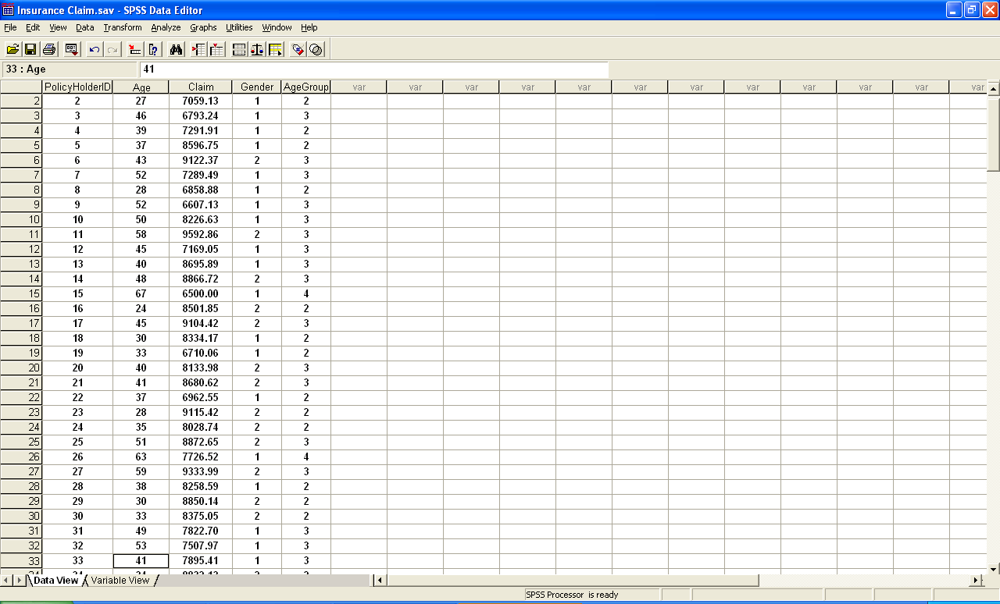 Insurance Claim.sav - SPSS Data Editor
File Edit View Data Transform Analyze Graphs Utilities Window Help
33 : Age 41
PolicyHolderID Age Claim Gender AgeGroup var var var var var var var var var var var var
2 2 27 7059.13 1 2
3 3 46 6793.24 1 3
4 4 39 7291.91 1 2
5 5 37 8596.75 1 2
6 6 43 9122.37 2 3
7 7 52 7289.49 1 3
8 8 28 6858.88 1 2
9 9 52 6607.13 1 3
10 10 50 8226.63 1 3
11 11 58 9592.86 2 3
12 12 45 7169.05 1 3
13 13 40 8695.89 1 3
14 14 48 8866.72 2 3
15 15 67 6500.00 1 4
16 16 24 8501.85 2 2
17 17 45 9104.42 2 3
18 18 30 8334.17 1 2
19 19 33 6710.06 1 2
20 20 40 8133.98 2 3
21 21 41 8680.62 2 3
22 22 37 6962.55 1 2
23 23 28 9115.42 2 2
24 24 35 8028.74 2 2
25 25 51 8872.65 2 3
26 26 63 7726.52 1 4
27 27 59 9333.99 2 3
28 28 38 8258.59 1 2
29 29 30 8850.14 2 2
30 30 33 8375.05 2 2
31 31 49 7822.70 1 3
32 32 53 7507.97 1 3
33 33 41 7895.41 1 3
Data View Variable View
SPSS Processor is ready